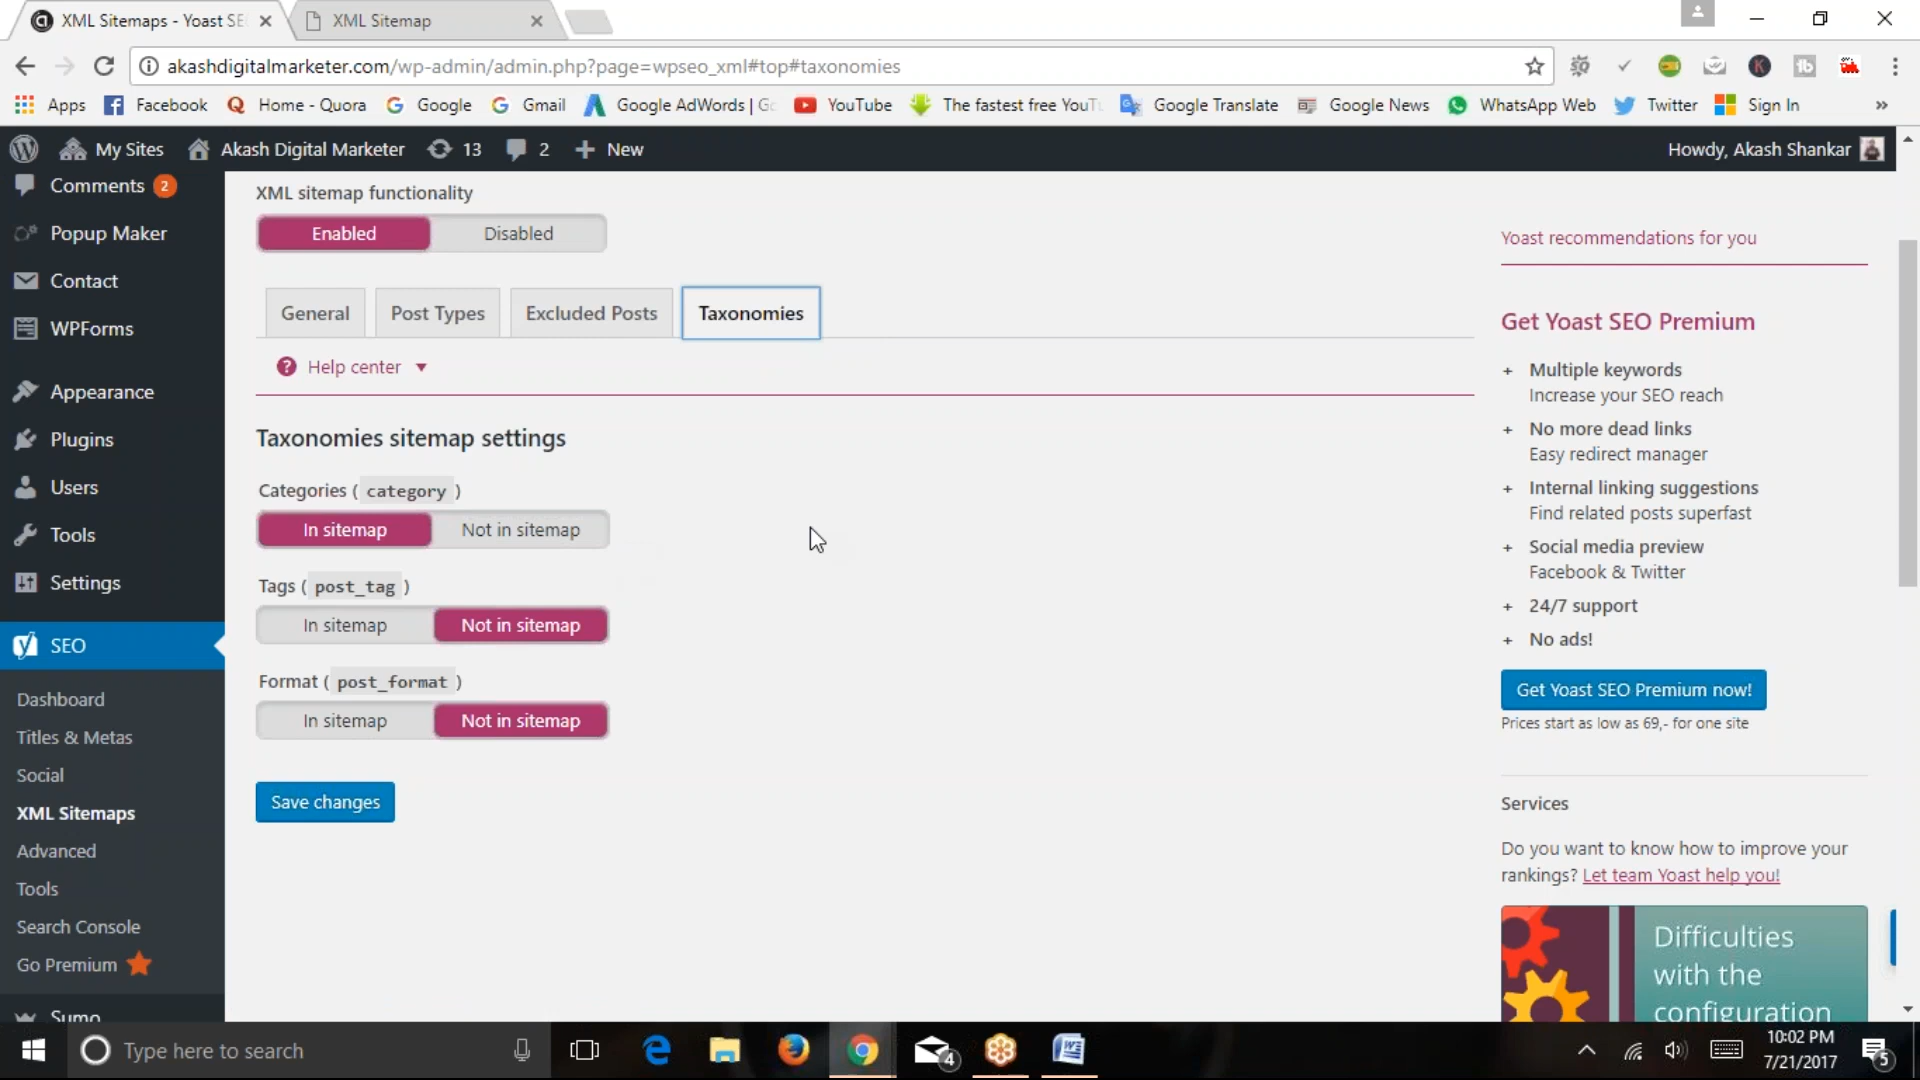 XML Sitemaps - Yoast SE
XML Sitemap
akashdigitalmarketer.com/wp-admin/admin.php?page=wpseo_xml#top#taxonomies
Apps Facebook Home - Quora Google Gmail Google AdWords | Go YouTube The fastest free YouT Google Translate Google News WhatsApp Web Twitter Sign In »
My Sites Akash Digital Marketer 13 2 + New Howdy, Akash Shankar
Comments 2
Popup Maker
Contact
WPForms
Appearance
Plugins
Users
Tools
Settings
SEO
Dashboard
Titles & Metas
Social
XML Sitemaps
Advanced
Tools
Search Console
Go Premium
Sumo
XML sitemap functionality
Enabled Disabled
General Post Types Excluded Posts Taxonomies
? Help center
Taxonomies sitemap settings
Categories ( category )
In sitemap Not in sitemap
Tags ( post_tag )
In sitemap Not in sitemap
Format ( post_format )
In sitemap Not in sitemap
Save changes
Yoast recommendations for you
Get Yoast SEO Premium
+ Multiple keywords
Increase your SEO reach
+ No more dead links
Easy redirect manager
+ Internal linking suggestions
Find related posts superfast
+ Social media preview
Facebook & Twitter
+ 24/7 support
+ No ads!
Get Yoast SEO Premium now!
Prices start as low as 69,- for one site
Services
Do you want to know how to improve your
rankings? Let team Yoast help you!
Difficulties
with the
configuration
Type here to search
4
10:02 PM
7/21/2017
5